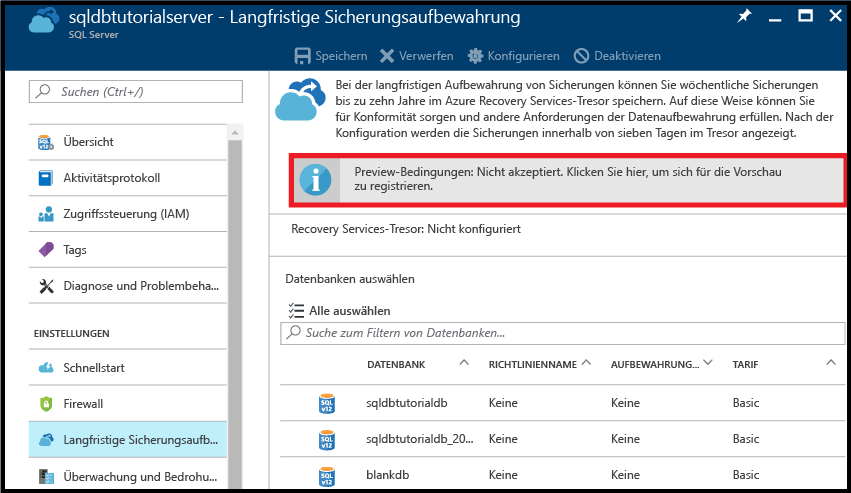 sqldbtutorialserver - Langfristige Sicherungsaufbewahrung
SQL Server
Speichern
Verwerfen
Konfigurieren
Deaktivieren
Suchen (Ctrl+/)
Übersicht
Aktivitätsprotokoll
Zugriffssteuerung (IAM)
Tags
Diagnose und Problembeha...
EINSTELLUNGEN
Schnellstart
Firewall
Langfristige Sicherungsaufb...
Überwachung und Bedrohu...
Bei der langfristigen Aufbewahrung von Sicherungen können Sie wöchentliche Sicherungen
bis zu zehn Jahre im Azure Recovery Services-Tresor speichern. Auf diese Weise können Sie
für Konformität sorgen und andere Anforderungen der Datenaufbewahrung erfüllen. Nach der
Konfiguration werden die Sicherungen innerhalb von sieben Tagen im Tresor angezeigt.
Preview-Bedingungen: Nicht akzeptiert. Klicken Sie hier, um sich für die Vorschau
zu registrieren.
Recovery Services-Tresor: Nicht konfiguriert
Datenbanken auswählen
Alle auswählen
Suche zum Filtern von Datenbanken...
DATENBANK RICHTLINIENNAME AUFBEWAHRUNG... TARIF
SQL v12 sqldbtutorialdb Keine Keine Basic
SQL v12 sqldbtutorialdb_20... Keine Keine Basic
SQL v12 blankdb Keine Keine Basic